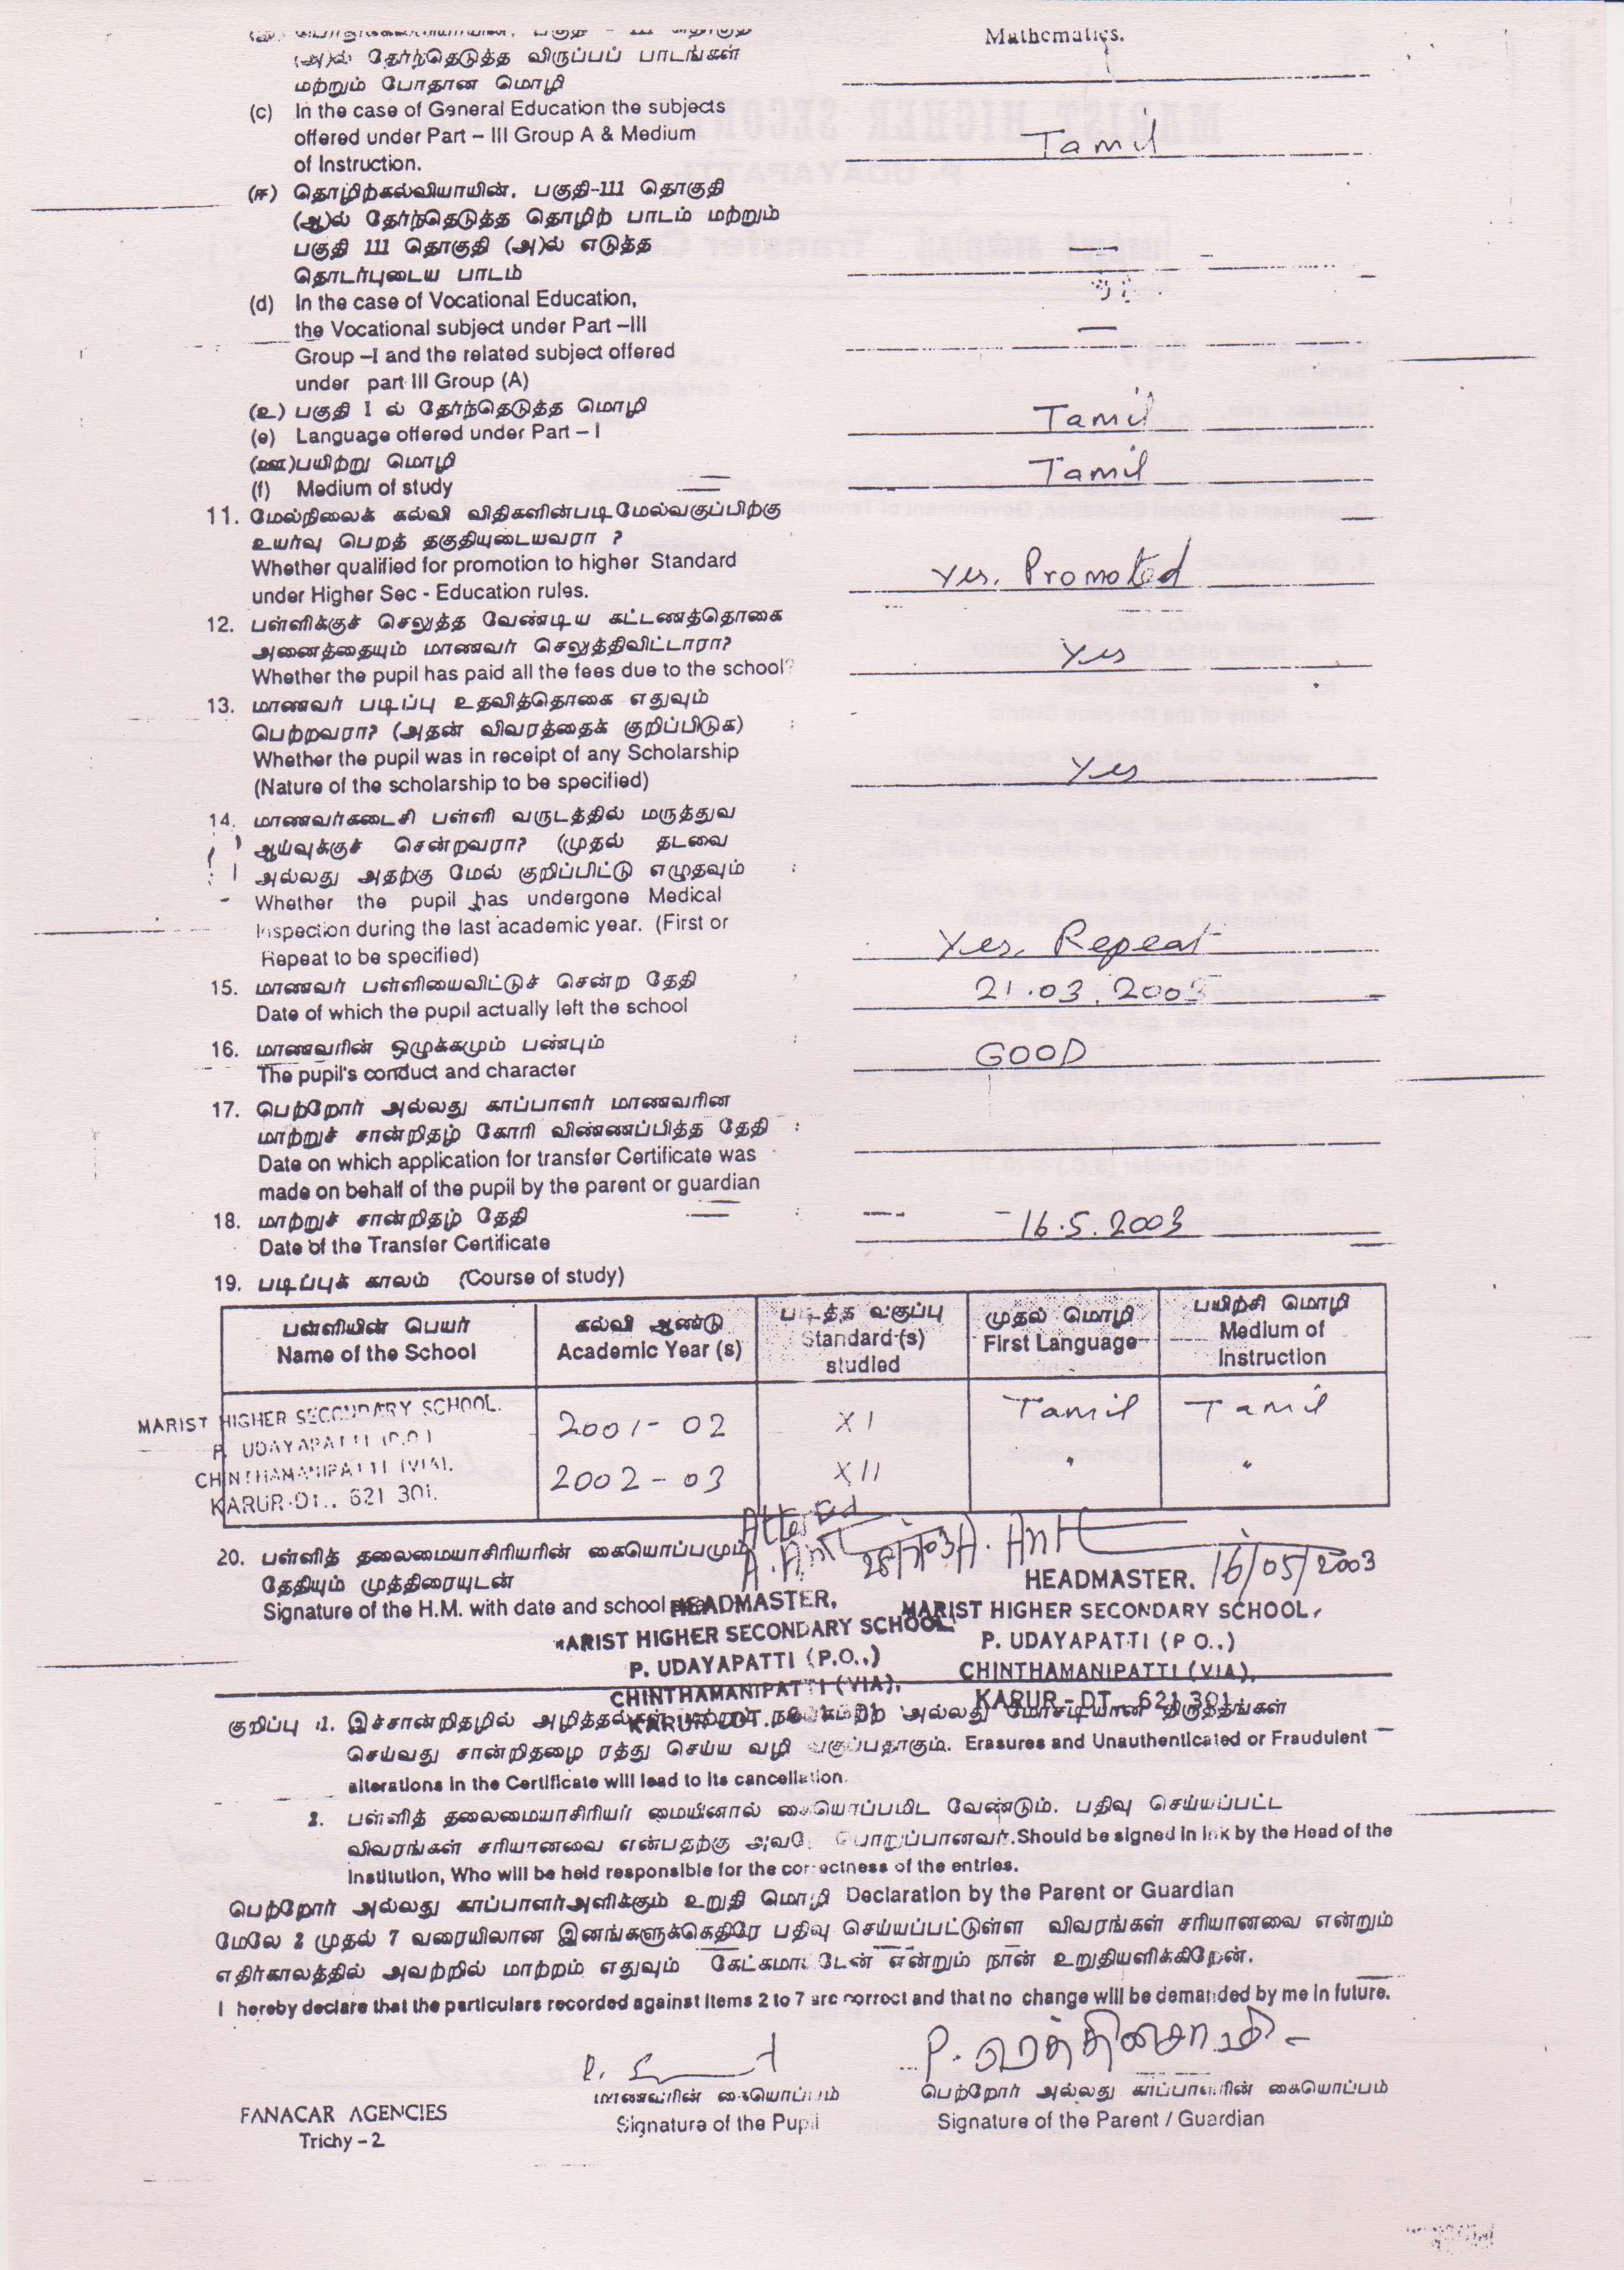 Mathematics.
(அ)ல் தேர்ந்தெடுத்த விருப்பப் பாடங்கள்
மற்றும் போதான மொழி
(c) In the case of General Education the subjects
offered under Part – III Group A & Medium
of Instruction.
Tamil
(ஈ) தொழிற்கல்வியாயின், பகுதி-111 தொகுதி
(ஆ)ல் தேர்ந்தெடுத்த தொழிற் பாடம் மற்றும்
பகுதி 111 தொகுதி (அ)ல் எடுத்த
தொடர்புடைய பாடம்
—
(d) In the case of Vocational Education,
the Vocational subject under Part –III
Group –I and the related subject offered
under part III Group (A)
—
(உ) பகுதி I ல் தேர்ந்தெடுத்த மொழி
(e) Language offered under Part – I
Tamil
(ஊ)பயிற்று மொழி
(f) Medium of study
Tamil
11. மேல்நிலைக் கல்வி விதிகளின்படி மேல்வகுப்பிற்கு
உயர்வு பெறத் தகுதியுடையவரா ?
Whether qualified for promotion to higher Standard
under Higher Sec - Education rules.
Yes. Promoted
12. பள்ளிக்குச் செலுத்த வேண்டிய கட்டணத்தொகை
அனைத்தையும் மாணவர் செலுத்திவிட்டாரா?
Whether the pupil has paid all the fees due to the school?
Yes
13. மாணவர் படிப்பு உதவித்தொகை எதுவும்
பெற்றவரா? (அதன் விவரத்தைக் குறிப்பிடுக) :
Whether the pupil was in receipt of any Scholarship
(Nature of the scholarship to be specified)
Yes
14. மாணவர்கடைசி பள்ளி வருடத்தில் மருத்துவ
ஆய்வுக்குச் சென்றவரா? (முதல் தடவை
அல்லது அதற்கு மேல் குறிப்பிட்டு எழுதவும் :
Whether the pupil has undergone Medical
Inspection during the last academic year. (First or
Repeat to be specified)
Yes, Repeat
15. மாணவர் பள்ளியைவிட்டுச் சென்ற தேதி :
Date of which the pupil actually left the school
21.03.2003
16. மாணவரின் ஒழுக்கமும் பண்பும் :
The pupil's conduct and character
GOOD
17. பெற்றோர் அல்லது காப்பாளர் மாணவரின
மாற்றுச் சான்றிதழ் கோரி விண்ணப்பித்த தேதி :
Date on which application for transfer Certificate was
made on behalf of the pupil by the parent or guardian
18. மாற்றுச் சான்றிதழ் தேதி :
Date of the Transfer Certificate
16.5.2003
19. படிப்புக் காலம் (Course of study)
பள்ளியின் பெயர் கல்வி ஆண்டு படித்த வகுப்பு முதல் மொழி பயிற்சி மொழி
Name of the School Academic Year (s) Standard (s) studied First Language Medium of Instruction
MARIST HIGHER SECONDARY SCHOOL. 2001-02 XI Tamil Tamil
P. UDAYAPATTI (P.O.)
CHINTHAMANIPATTI (VIA). 2002-03 XII " "
KARUR-DT., 621 301.
Attested
28/7/03
20. பள்ளித் தலைமையாசிரியரின் கையொப்பமும்
தேதியும் முத்திரையுடன்
Signature of the H.M. with date and school
HEADMASTER,
MARIST HIGHER SECONDARY SCHOOL,
P. UDAYAPATTI (P.O.,)
CHINTHAMANIPATTI (VIA),
HEADMASTER. 16/05/2003
MARIST HIGHER SECONDARY SCHOOL,
P. UDAYAPATTI (P O.,)
CHINTHAMANIPATTI (VIA),
KARUR - DT. 621 301
குறிப்பு :1. இச்சான்றிதழில் அழித்தல்கள் மற்றும் அல்லது மோசடியான திருத்தங்கள்
செய்வது சான்றிதழை ரத்து செய்ய வழி வகுப்பதாகும். Erasures and Unauthenticated or Fraudulent
alterations in the Certificate will lead to its cancellation.
2. பள்ளித் தலைமையாசிரியர் மையினால் கையொப்பமிட வேண்டும். பதிவு செய்யப்பட்ட
விவரங்கள் சரியானவை என்பதற்கு அவரே பொறுப்பானவர். Should be signed in ink by the Head of the
Institution, Who will be held responsible for the correctness of the entries.
பெற்றோர் அல்லது காப்பாளர்அளிக்கும் உறுதி மொழி Declaration by the Parent or Guardian
மேலே 2 முதல் 7 வரையிலான இனங்களுக்கெதிரே பதிவு செய்யப்பட்டுள்ள விவரங்கள் சரியானவை என்றும்
எதிர்காலத்தில் அவற்றில் மாற்றம் எதுவும் கேட்கமாட்டேன் என்றும் நான் உறுதியளிக்கிறேன்.
I hereby declare that the particulars recorded against items 2 to 7 are correct and that no change will be demanded by me in future.
மாணவரின் கையொப்பம்
Signature of the Pupil
பெற்றோர் அல்லது காப்பாளரின் கையொப்பம்
Signature of the Parent / Guardian
FANACAR AGENCIES
Trichy – 2